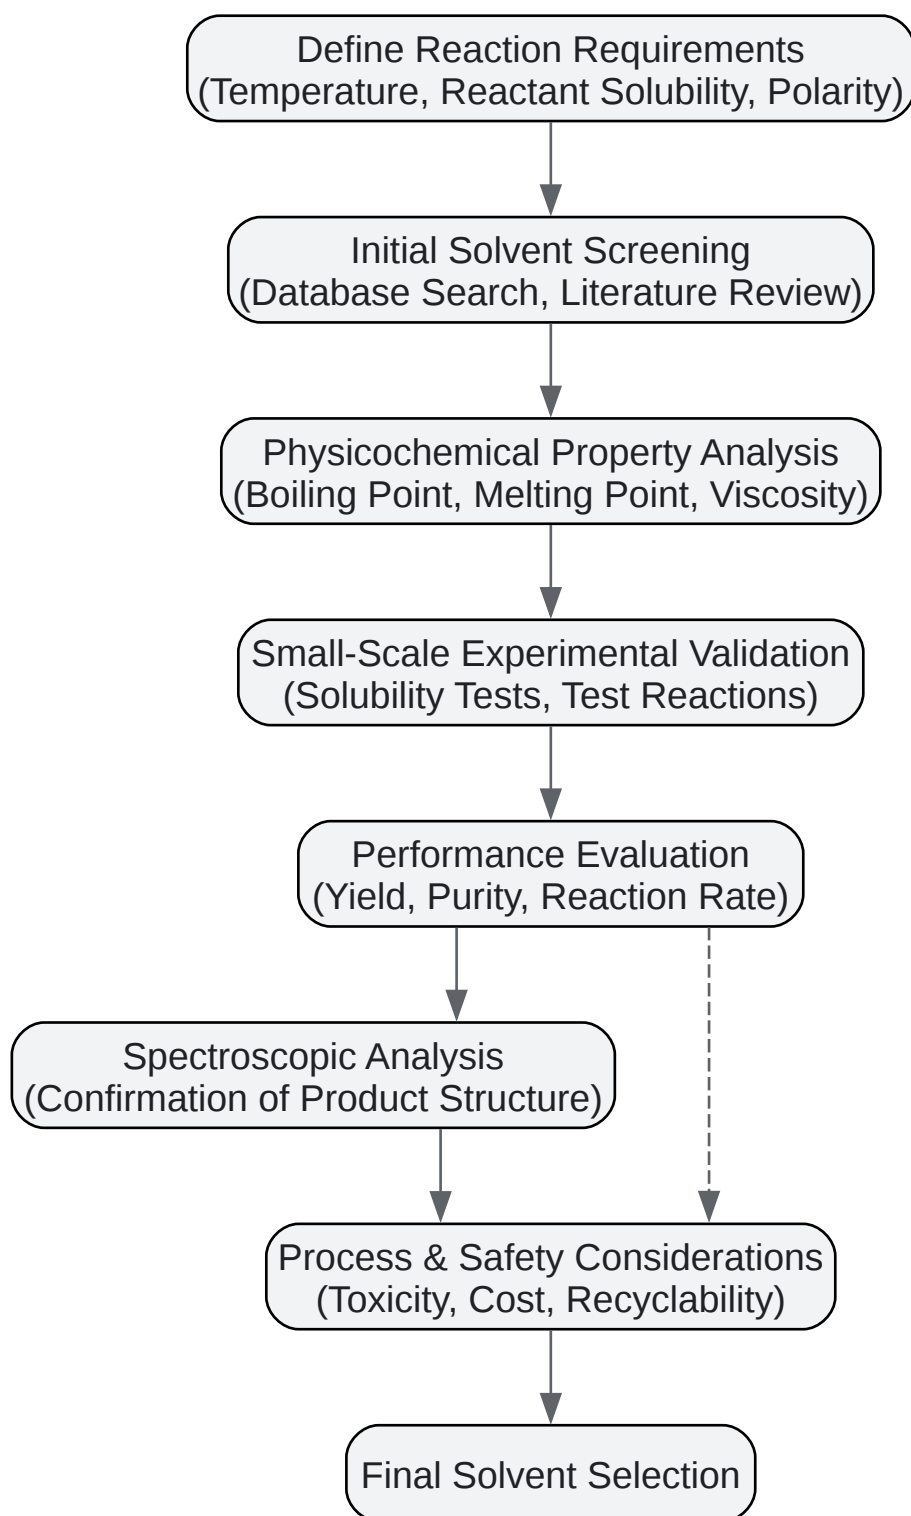 Define Reaction Requirements
(Temperature, Reactant Solubility, Polarity)
Initial Solvent Screening
(Database Search, Literature Review)
Physicochemical Property Analysis
(Boiling Point, Melting Point, Viscosity)
Small-Scale Experimental Validation
(Solubility Tests, Test Reactions)
Performance Evaluation
(Yield, Purity, Reaction Rate)
Spectroscopic Analysis
(Confirmation of Product Structure)
Process & Safety Considerations
(Toxicity, Cost, Recyclability)
Final Solvent Selection